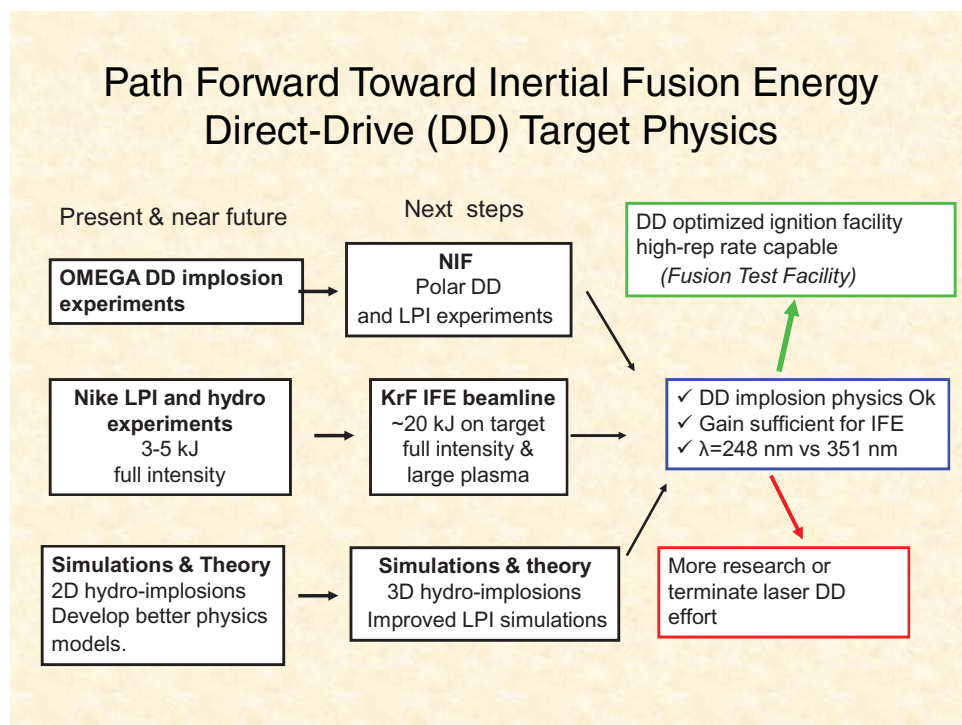 Path Forward Toward Inertial Fusion Energy
Direct-Drive (DD) Target Physics
Present & near future
Next steps
OMEGA DD implosion
experiments
NIF
Polar DD
and LPI experiments
DD optimized ignition facility
high-rep rate capable
(Fusion Test Facility)
Nike LPI and hydro
experiments
3-5 kJ
full intensity
KrF IFE beamline
~20 kJ on target
full intensity &
large plasma
✓ DD implosion physics Ok
✓ Gain sufficient for IFE
✓ λ=248 nm vs 351 nm
Simulations & Theory
2D hydro-implosions
Develop better physics
models.
Simulations & theory
3D hydro-implosions
Improved LPI simulations
More research or
terminate laser DD
effort